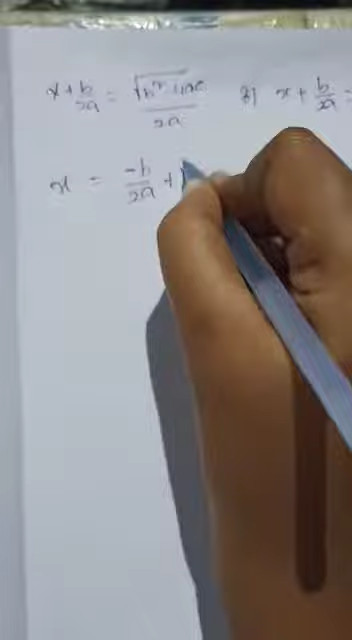 x + b/2a = √(b² - 4ac)/2a or x + b/2a =
x = -b/2a +